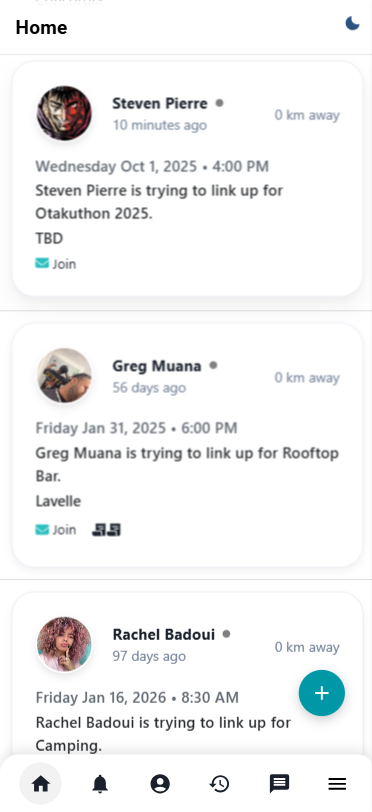 Home
Steven Pierre
10 minutes ago
0 km away
Wednesday Oct 1, 2025 • 4:00 PM
Steven Pierre is trying to link up for
Otakuthon 2025.
TBD
Join
Greg Muana
56 days ago
0 km away
Friday Jan 31, 2025 • 6:00 PM
Greg Muana is trying to link up for Rooftop
Bar.
Lavelle
Join
Rachel Badoui
97 days ago
0 km away
Friday Jan 16, 2026 • 8:30 AM
Rachel Badoui is trying to link up for
Camping.